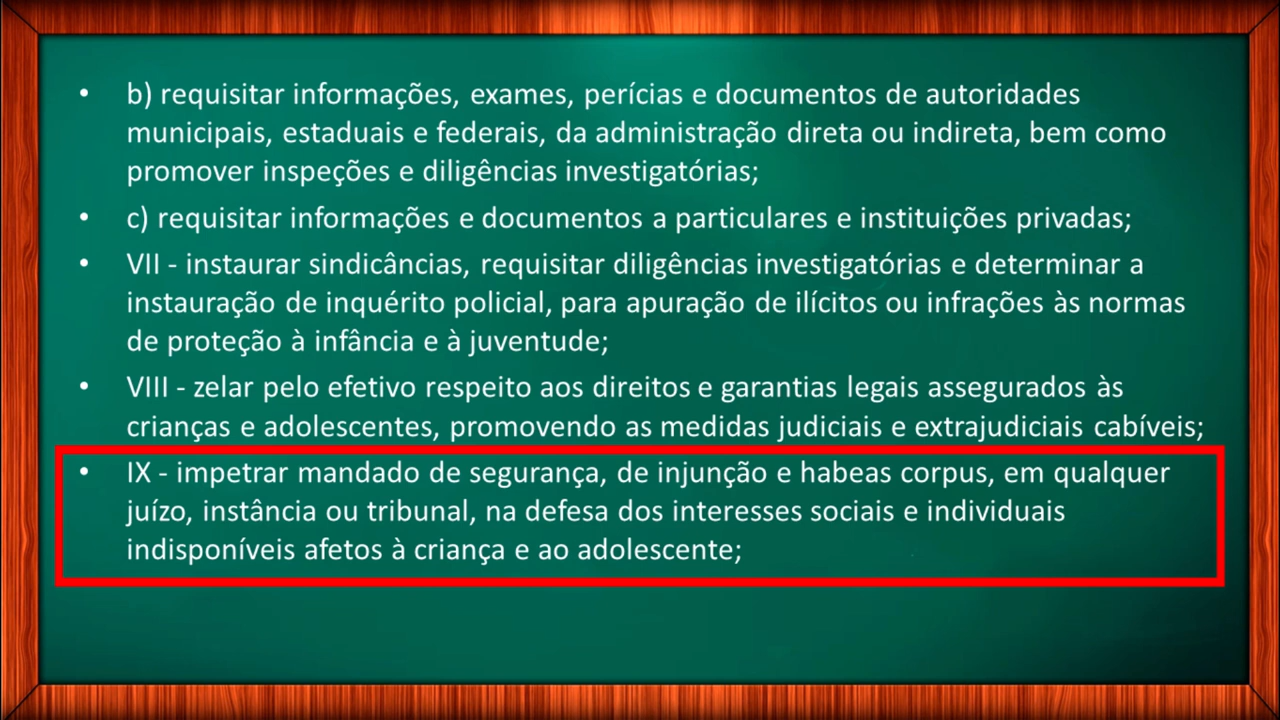 • b) requisitar informações, exames, perícias e documentos de autoridades
municipais, estaduais e federais, da administração direta ou indireta, bem como
promover inspeções e diligências investigatórias;
• c) requisitar informações e documentos a particulares e instituições privadas;
• VII - instaurar sindicâncias, requisitar diligências investigatórias e determinar a
instauração de inquérito policial, para apuração de ilícitos ou infrações às normas
de proteção à infância e à juventude;
• VIII - zelar pelo efetivo respeito aos direitos e garantias legais assegurados às
crianças e adolescentes, promovendo as medidas judiciais e extrajudiciais cabíveis;
• IX - impetrar mandado de segurança, de injunção e habeas corpus, em qualquer
juízo, instância ou tribunal, na defesa dos interesses sociais e individuais
indisponíveis afetos à criança e ao adolescente;